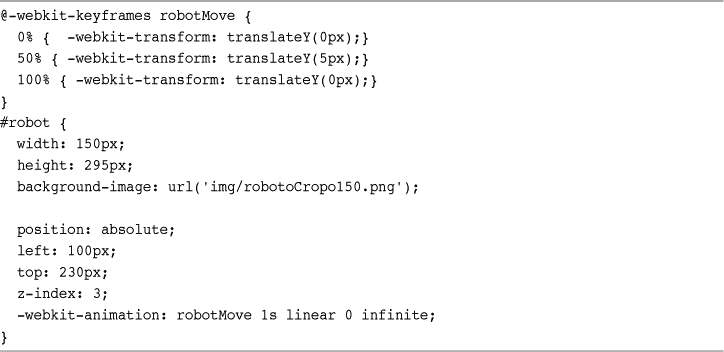 @-webkit-keyframes robotMove {
  0% {  -webkit-transform: translateY(0px);}
  50% { -webkit-transform: translateY(5px);}
  100% { -webkit-transform: translateY(0px);}
}
#robot {
  width: 150px;
  height: 295px;
  background-image: url('img/robotoCropo150.png');

  position: absolute;
  left: 100px;
  top: 230px;
  z-index: 3;
  -webkit-animation: robotMove 1s linear 0 infinite;
}